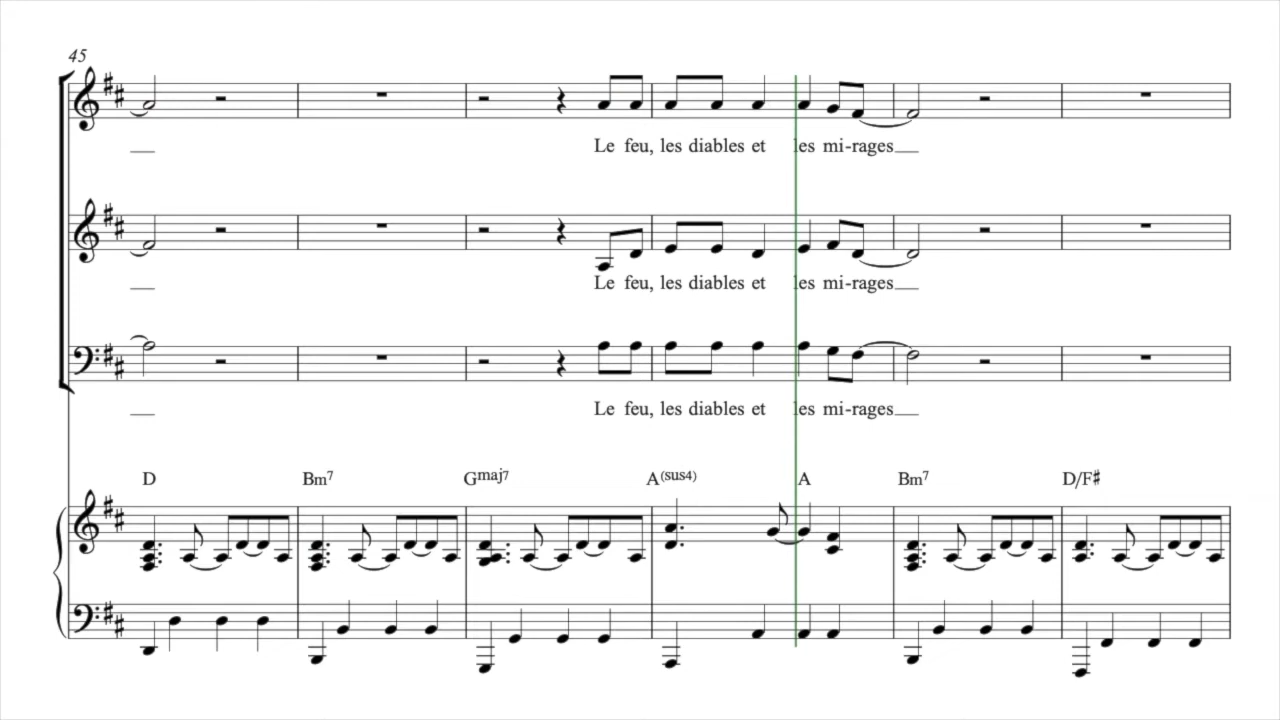 45
Le feu, les diables et les mi-rages
Le feu, les diables et les mi-rages
Le feu, les diables et les mi-rages
D Bm7 Gmaj7 A(sus4) A Bm7 D/F♯